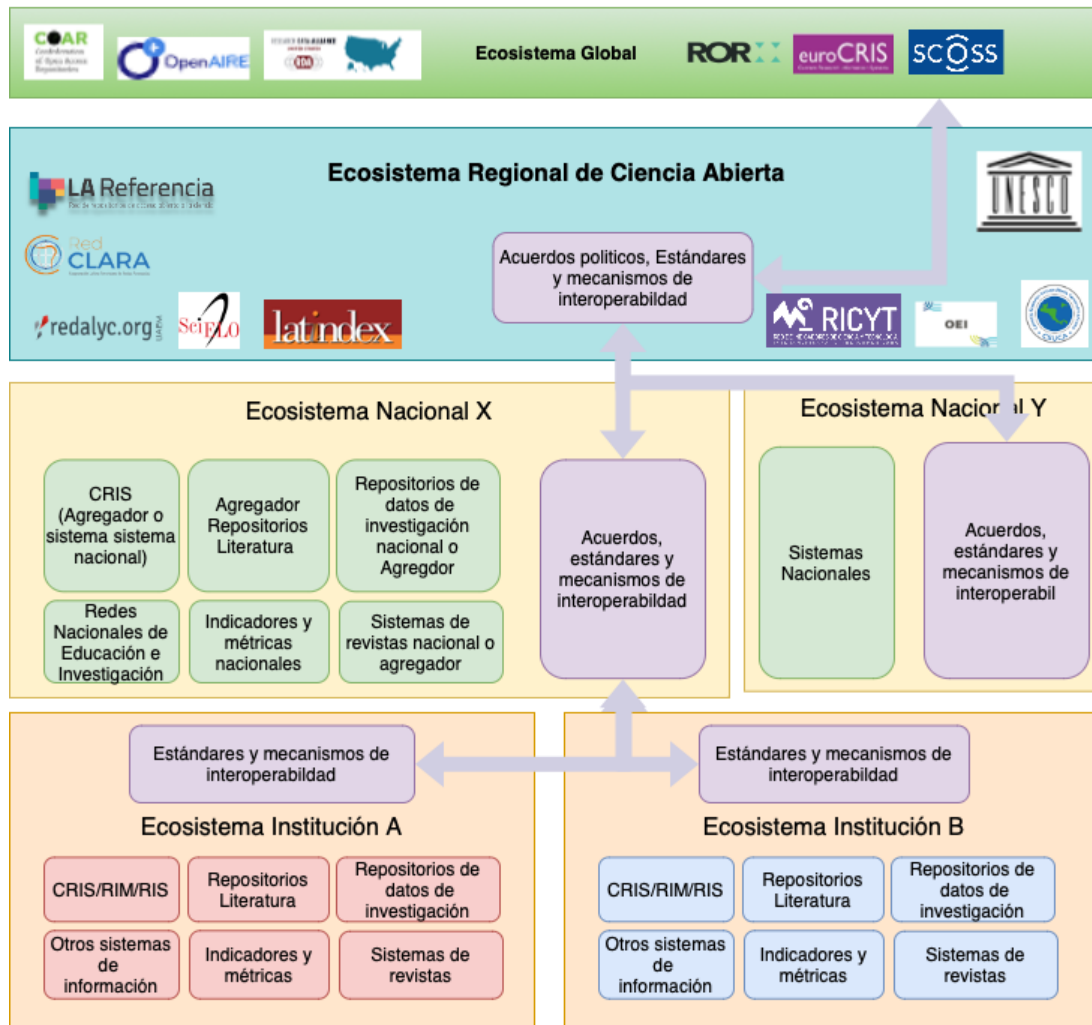 COAR
Ecosistema Global
OpenAIRE
ROR
euroCRIS
SCOSS
Ecosistema Regional de Ciencia Abierta
LA Referencia
UNESCO
Red
CLARA
Acuerdos politicos, Estándares
y mecanismos de
interoperabildad
redalyc.org
UAEM
SciELO
latindex
RICYT
OEI
CSUCA
Ecosistema Nacional X
Ecosistema Nacional Y
CRIS
(Agregador o
sistema sistema
nacional)
Agregador
Repositorios
Literatura
Repositorios de
datos de
investigación
nacional o
Agregdor
Acuerdos,
estándares y
mecanismos de
interoperabildad
Sistemas
Nacionales
Acuerdos,
estándares y
mecanismos de
interoperabil
Redes
Nacionales de
Educación e
Investigación
Indicadores y
métricas
nacionales
Sistemas de
revistas nacional o
agregador
Estándares y mecanismos de
interoperabildad
Estándares y mecanismos de
interoperabildad
Ecosistema Institución A
Ecosistema Institución B
CRIS/RIM/RIS
Repositorios
Literatura
Repositorios de
datos de
investigación
CRIS/RIM/RIS
Repositorios
Literatura
Repositorios de
datos de
investigación
Otros sistemas
de
información
Indicadores y
métricas
Sistemas de
revistas
Otros sistemas
de
información
Indicadores y
métricas
Sistemas de
revistas